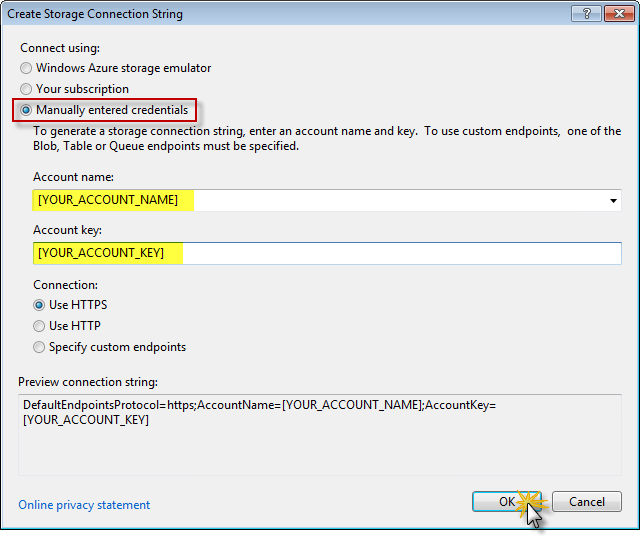 Create Storage Connection String
?
Connect using:
Windows Azure storage emulator
Your subscription
Manually entered credentials
To generate a storage connection string, enter an account name and key. To use custom endpoints, one of the
Blob, Table or Queue endpoints must be specified.
Account name:
[YOUR_ACCOUNT_NAME]
Account key:
[YOUR_ACCOUNT_KEY]
Connection:
Use HTTPS
Use HTTP
Specify custom endpoints
Preview connection string:
DefaultEndpointsProtocol=https;AccountName=[YOUR_ACCOUNT_NAME];AccountKey=
[YOUR_ACCOUNT_KEY]
Online privacy statement
OK
Cancel